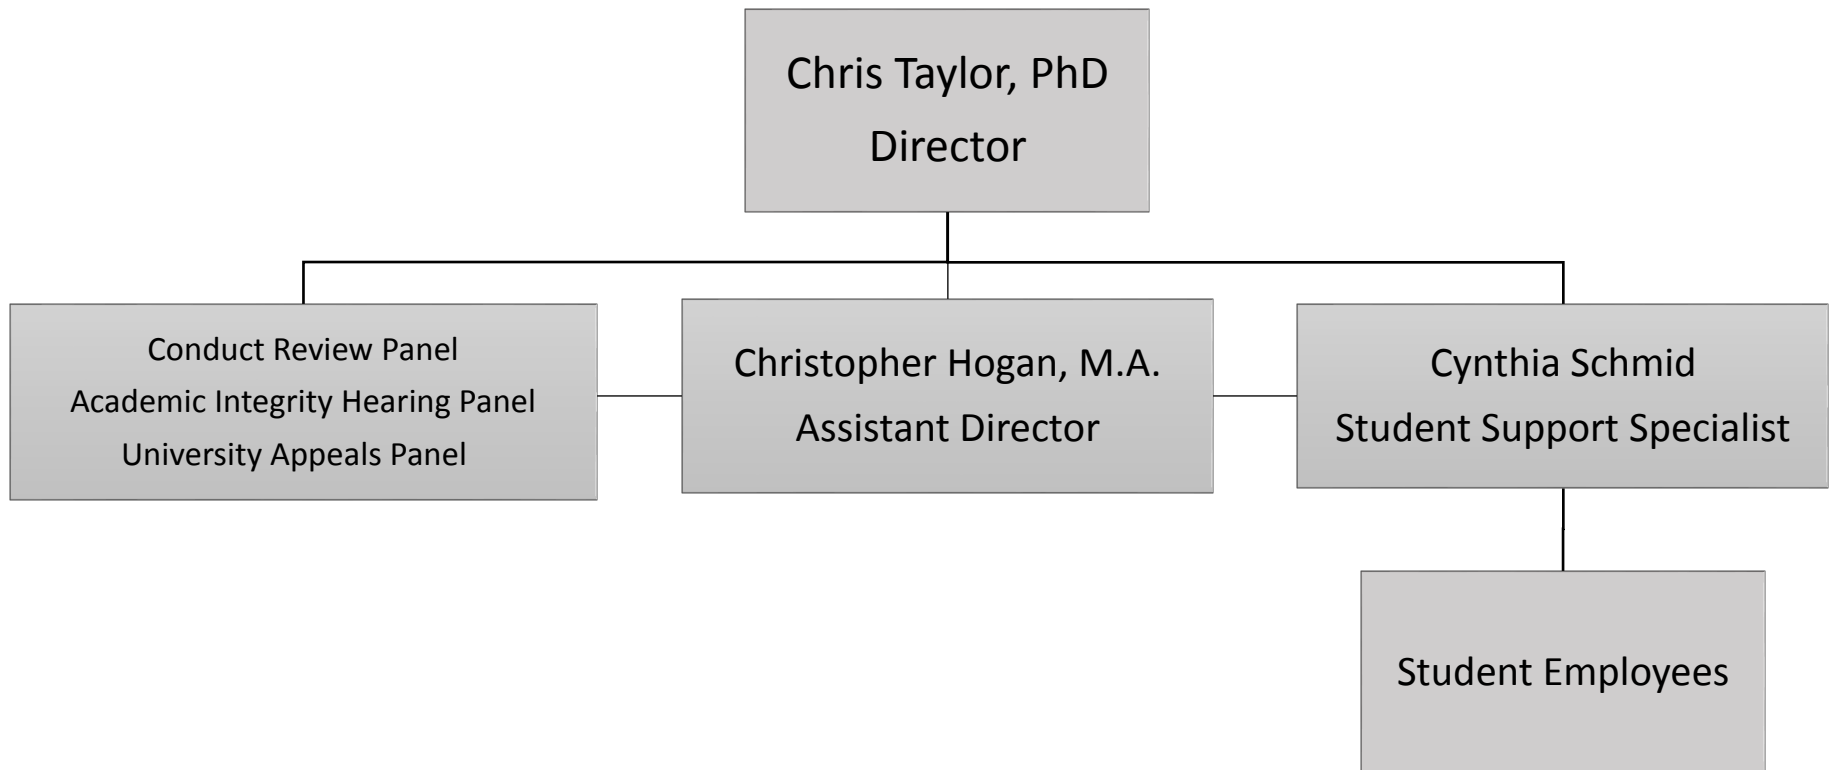 Chris Taylor, PhD
Director
Conduct Review Panel
Academic Integrity Hearing Panel
University Appeals Panel
Christopher Hogan, M.A.
Assistant Director
Cynthia Schmid
Student Support Specialist
Student Employees